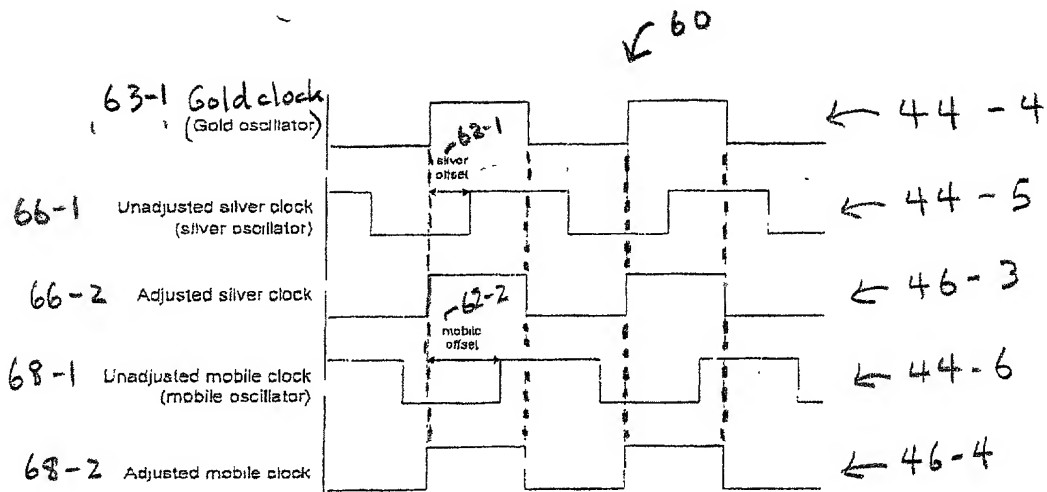 60
63-1 Gold clock
(Gold oscillator)
44-4
62-1
silver
offset
66-1 Unadjusted silver clock
(silver oscillator)
44-5
66-2 Adjusted silver clock
46-3
62-2
mobile
offset
68-1 Unadjusted mobile clock
(mobile oscillator)
44-6
68-2 Adjusted mobile clock
46-4